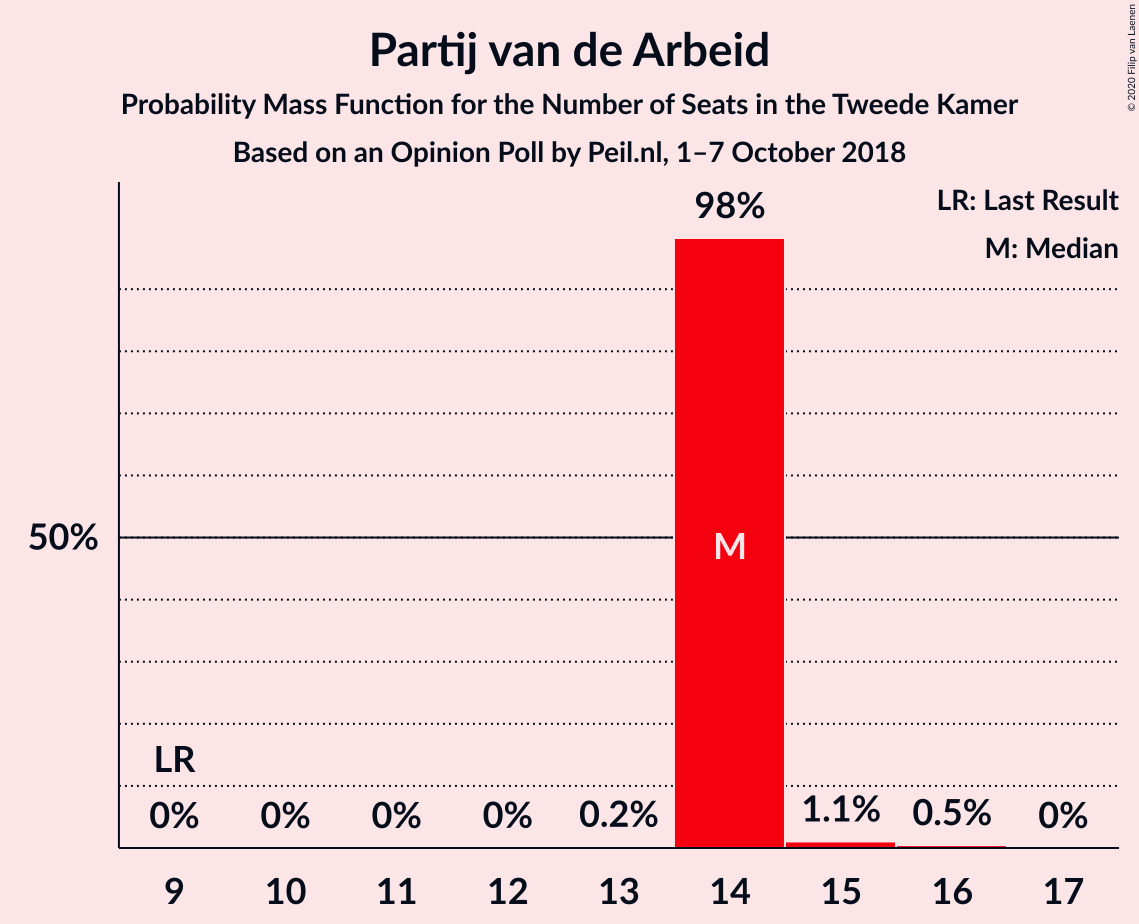 Partij van de Arbeid
Probability Mass Function for the Number of Seats in the Tweede Kamer
Based on an Opinion Poll by Peil.nl, 1–7 October 2018
© 2020 Filip van Laenen
LR: Last Result
M: Median
98%
50%
M
LR
0% 0% 0% 0% 0.2% 1.1% 0.5% 0%
9 10 11 12 13 14 15 16 17